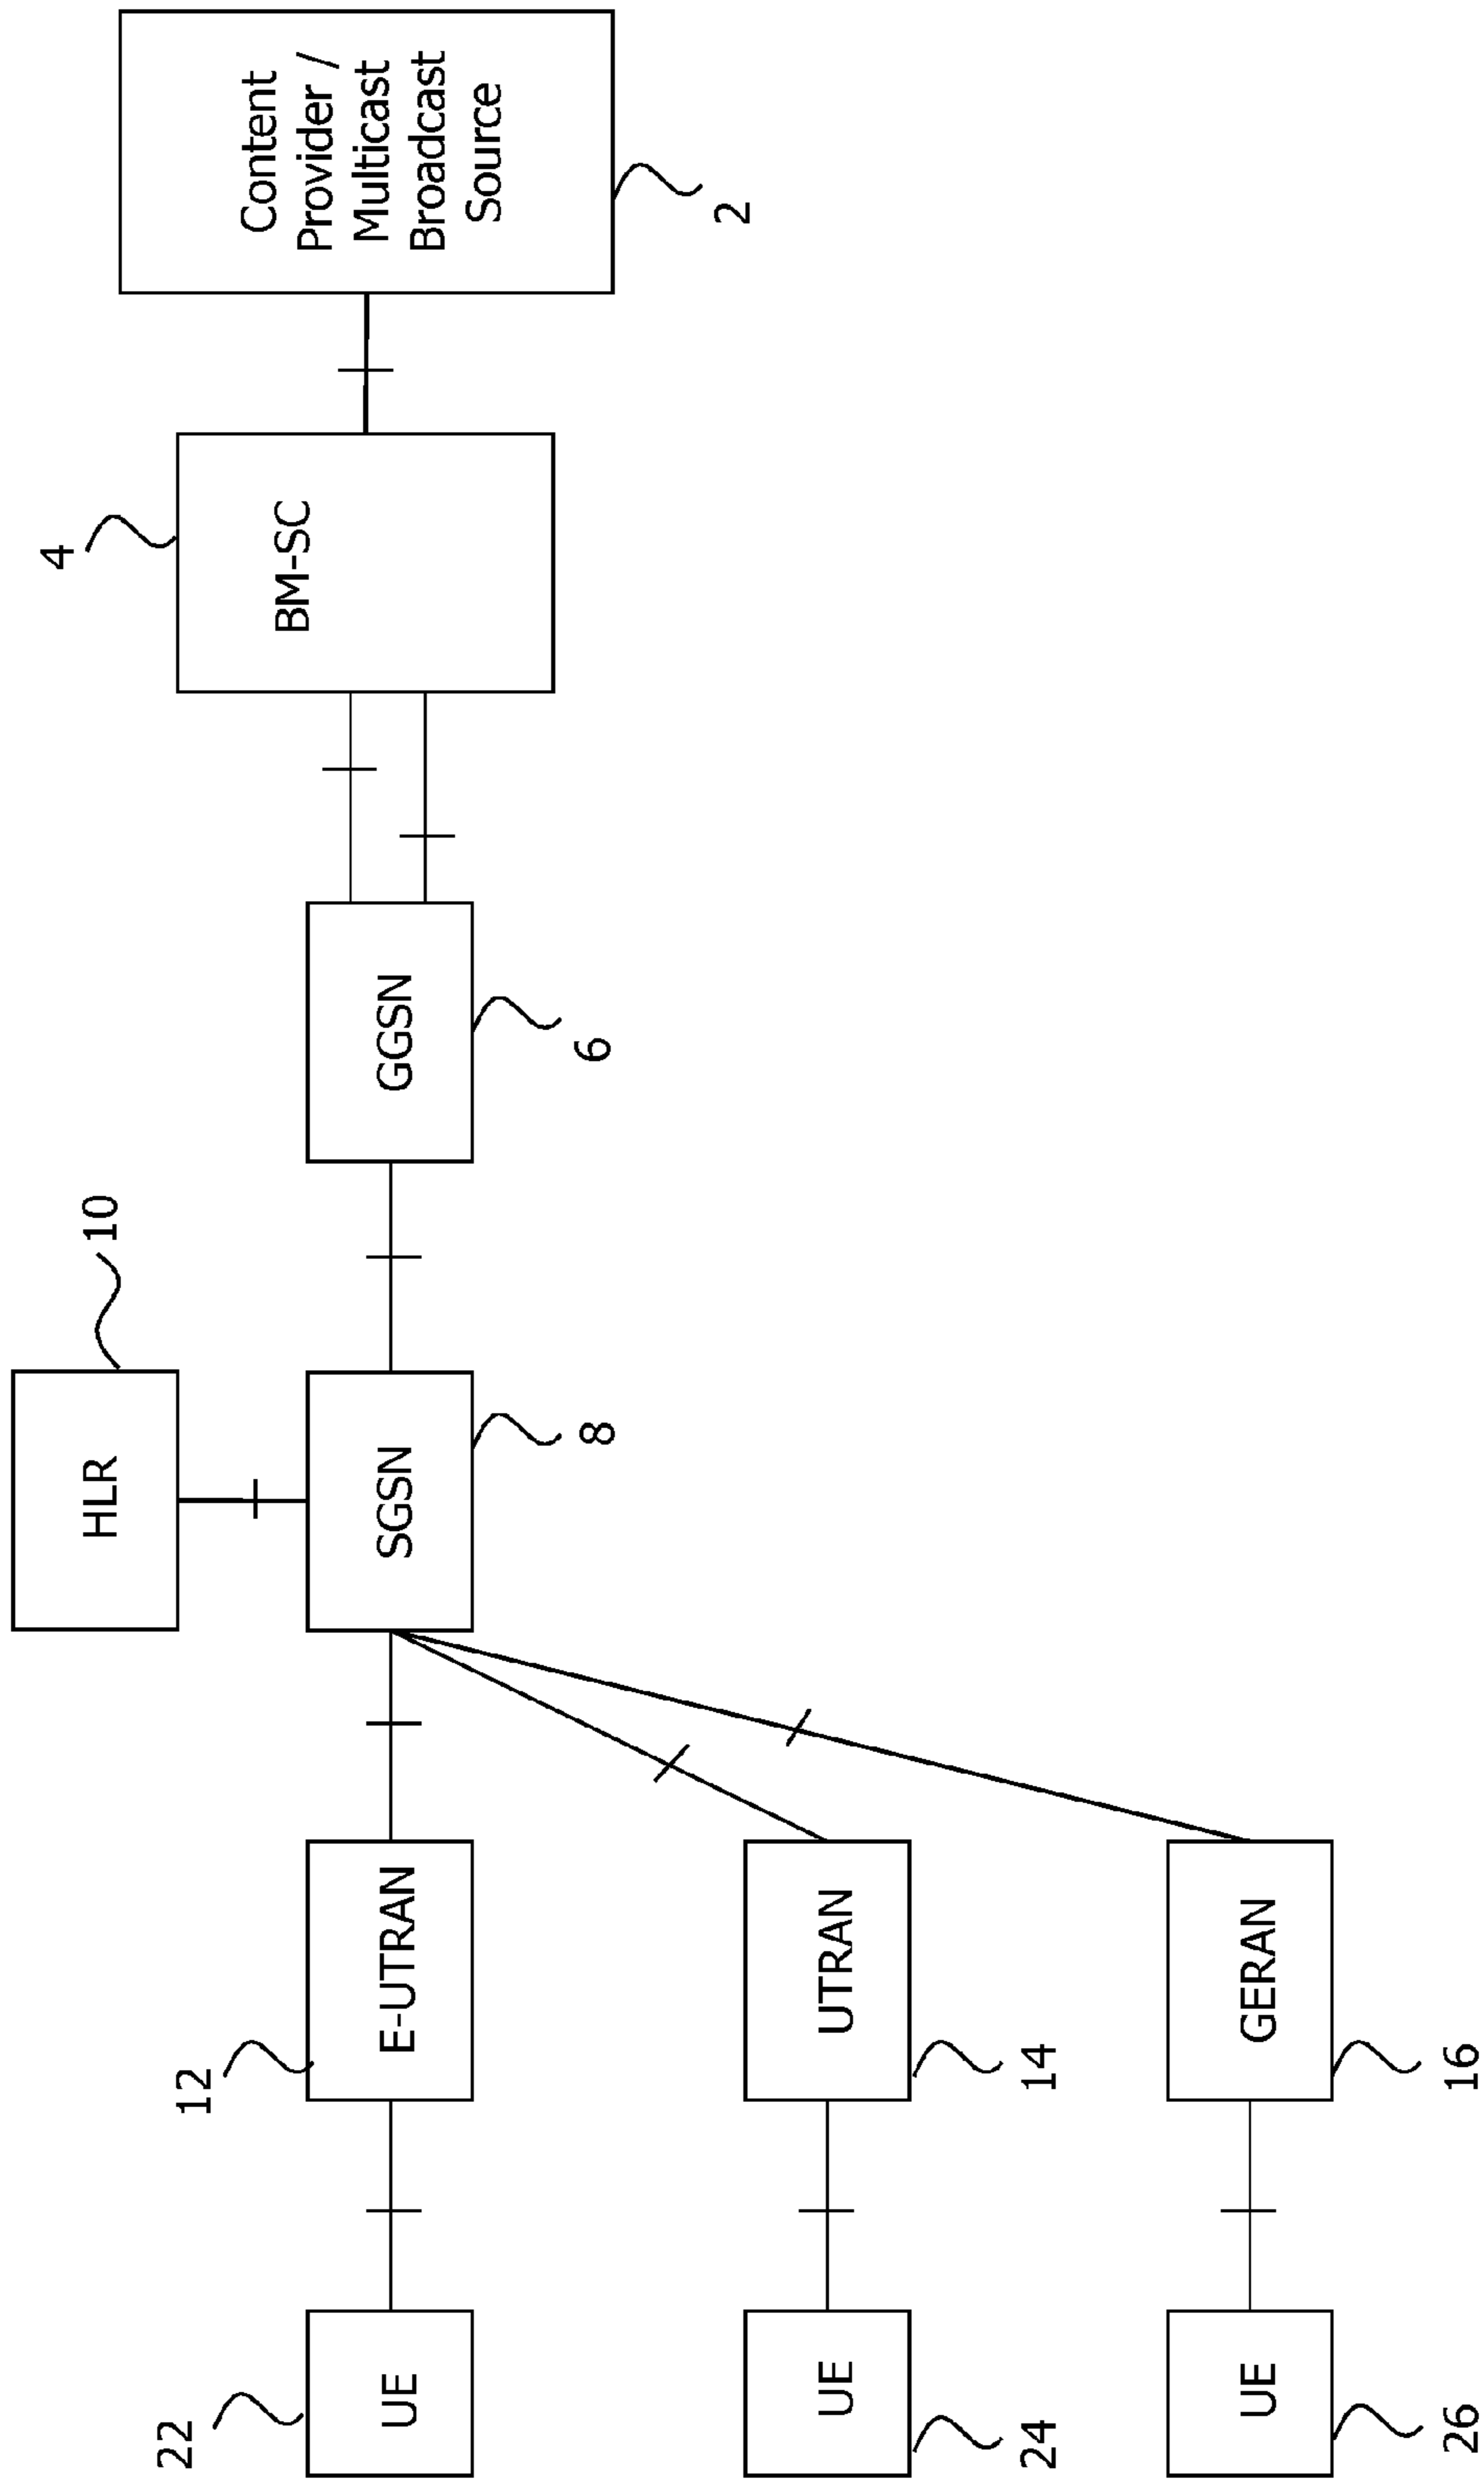 22
UE
12
E-UTRAN
HLR
10
SGSN
8
GGSN
6
4
BM-SC
Content
Provider /
Multicast
Broadcast
Source
2
UE
24
UTRAN
14
UE
26
GERAN
16